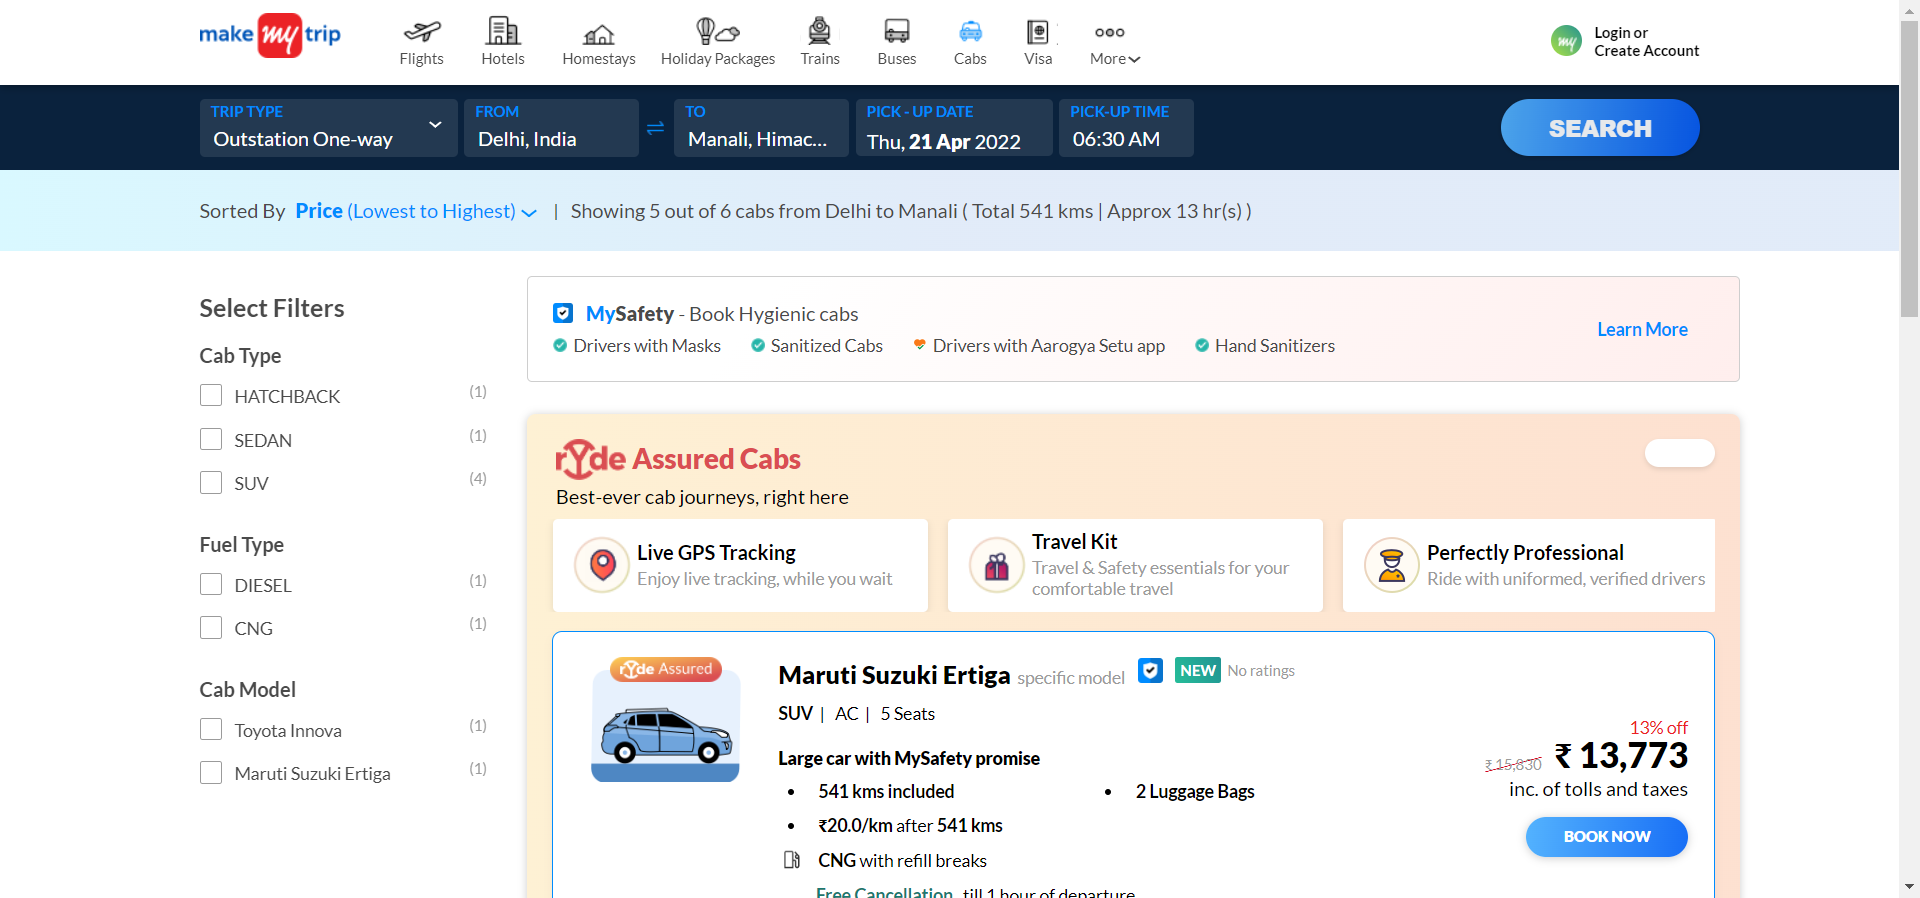 make my trip
Flights
Hotels
Homestays
Holiday Packages
Trains
Buses
Cabs
Visa
More
my
Login or
Create Account
TRIP TYPE
Outstation One-way
FROM
Delhi, India
TO
Manali, Himac...
PICK - UP DATE
Thu, 21 Apr 2022
PICK-UP TIME
06:30 AM
SEARCH
Sorted By Price (Lowest to Highest) | Showing 5 out of 6 cabs from Delhi to Manali ( Total 541 kms | Approx 13 hr(s) )
Select Filters
Cab Type
HATCHBACK (1)
SEDAN (1)
SUV (4)
Fuel Type
DIESEL (1)
CNG (1)
Cab Model
Toyota Innova (1)
Maruti Suzuki Ertiga (1)
MySafety - Book Hygienic cabs
Drivers with Masks
Sanitized Cabs
Drivers with Aarogya Setu app
Hand Sanitizers
Learn More
rYde Assured Cabs
Best-ever cab journeys, right here
Live GPS Tracking
Enjoy live tracking, while you wait
Travel Kit
Travel & Safety essentials for your
comfortable travel
Perfectly Professional
Ride with uniformed, verified drivers
rYde Assured
Maruti Suzuki Ertiga specific model
NEW No ratings
SUV | AC | 5 Seats
Large car with MySafety promise
• 541 kms included
• 2 Luggage Bags
• ₹20.0/km after 541 kms
CNG with refill breaks
Free Cancellation till 1 hour of departure
13% off
₹15,830 ₹ 13,773
inc. of tolls and taxes
BOOK NOW